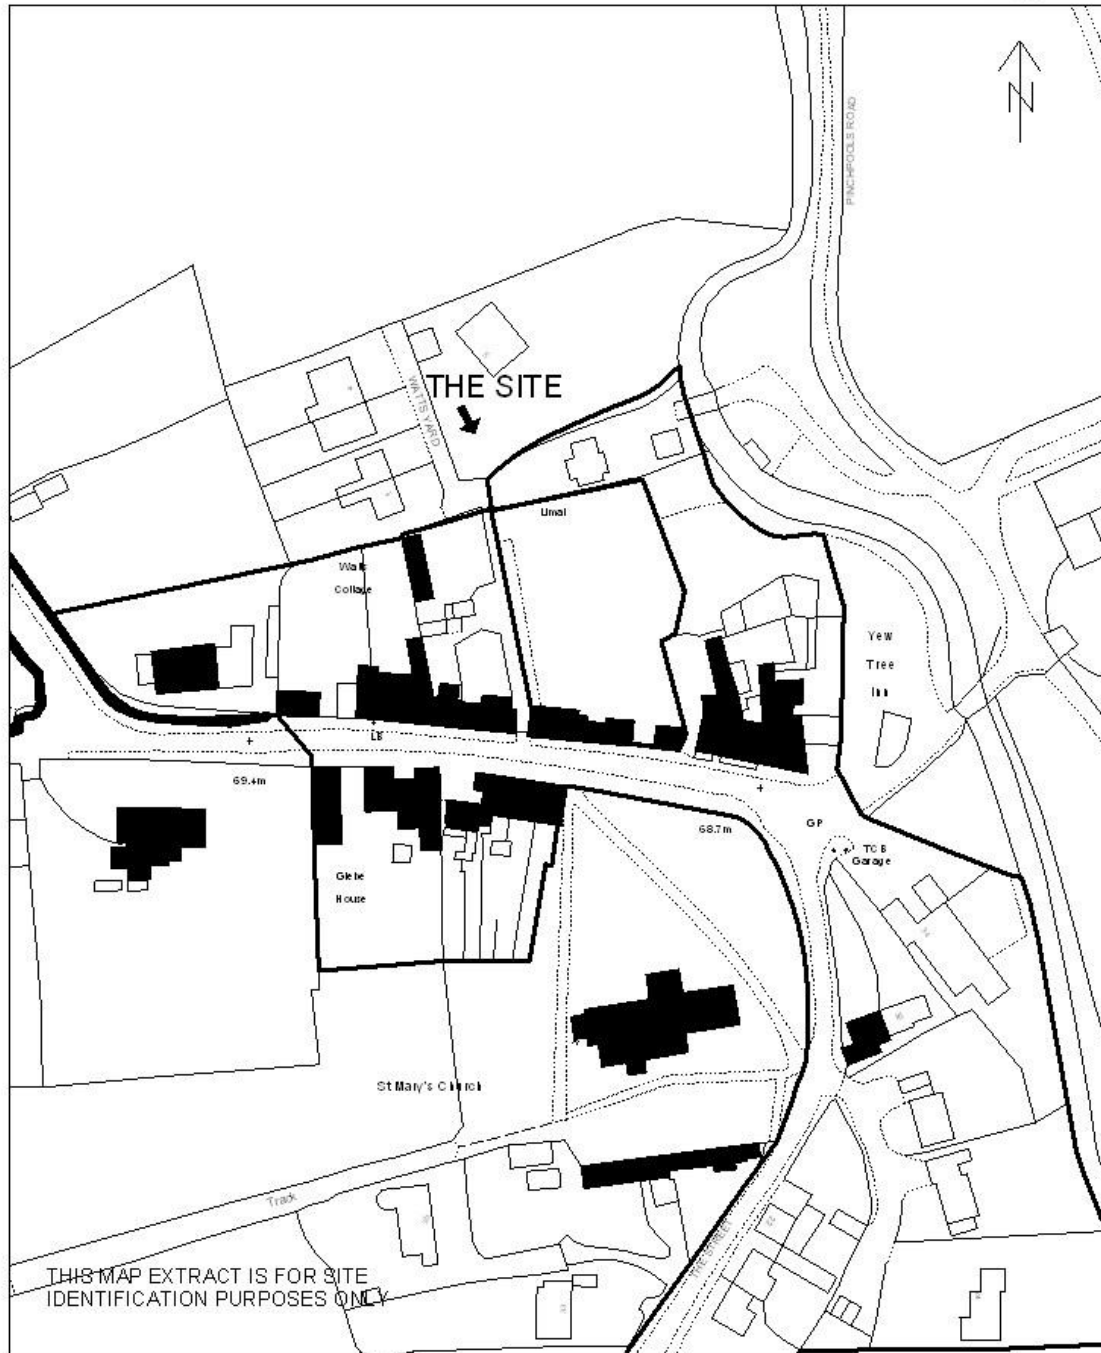 N
PINCHPOOLS ROAD
THE SITE
WATTS YARD
Umal
Watts
Cottage
Yew
Tree
Inn
LB
69.4m
68.7m
GP
TCB
Garage
Glebe
House
St Mary's Church
Track
THE STREET
THIS MAP EXTRACT IS FOR SITE
IDENTIFICATION PURPOSES ONLY